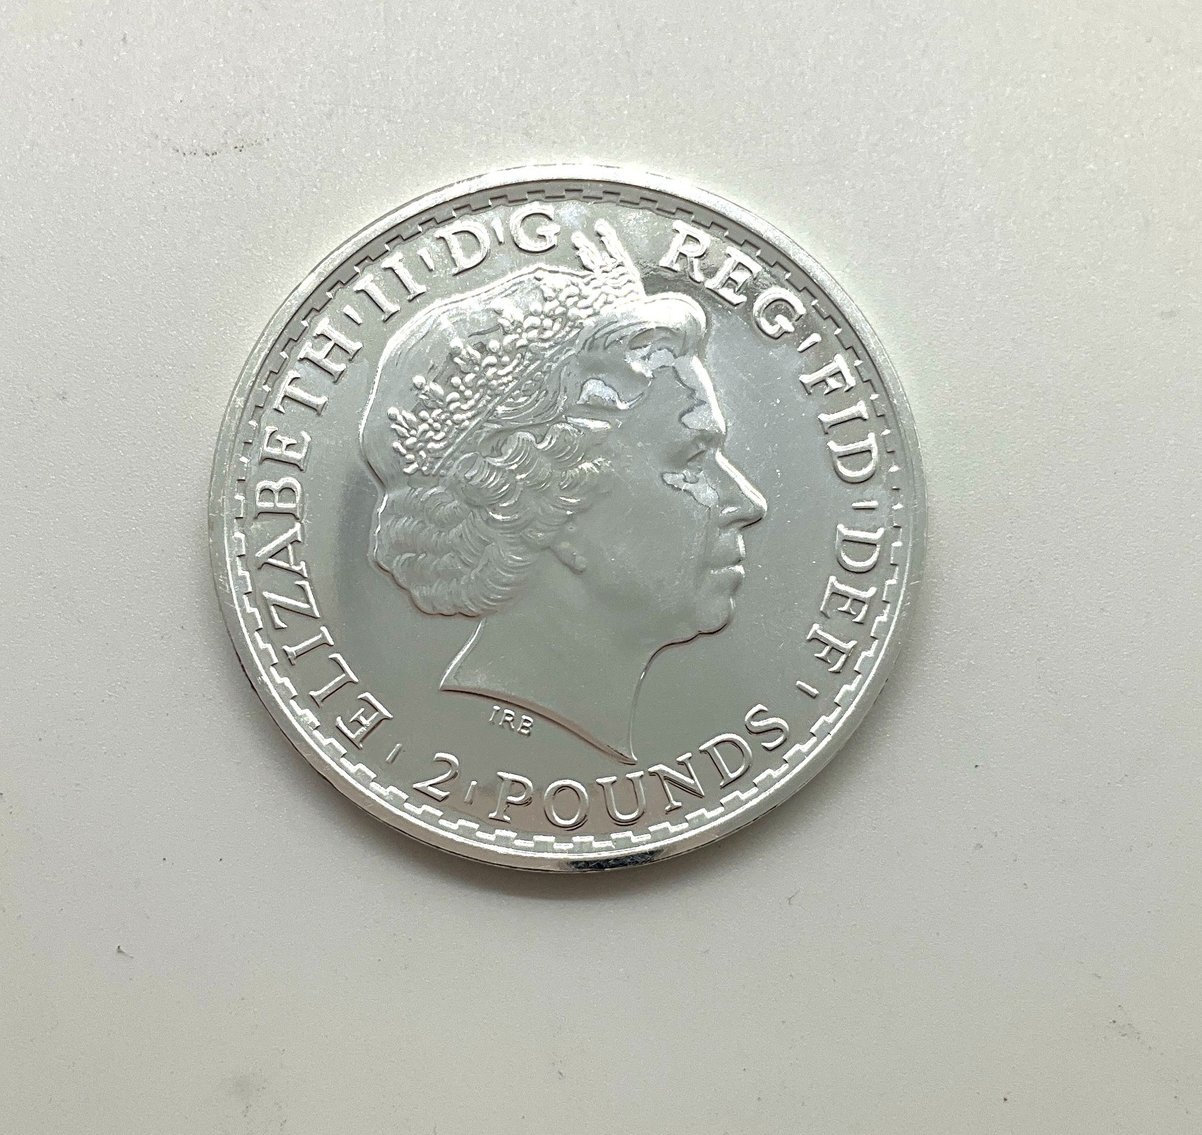 ELIZABETH · II · D · G REG · FID · DEF · 2 · POUNDS ·
IRB